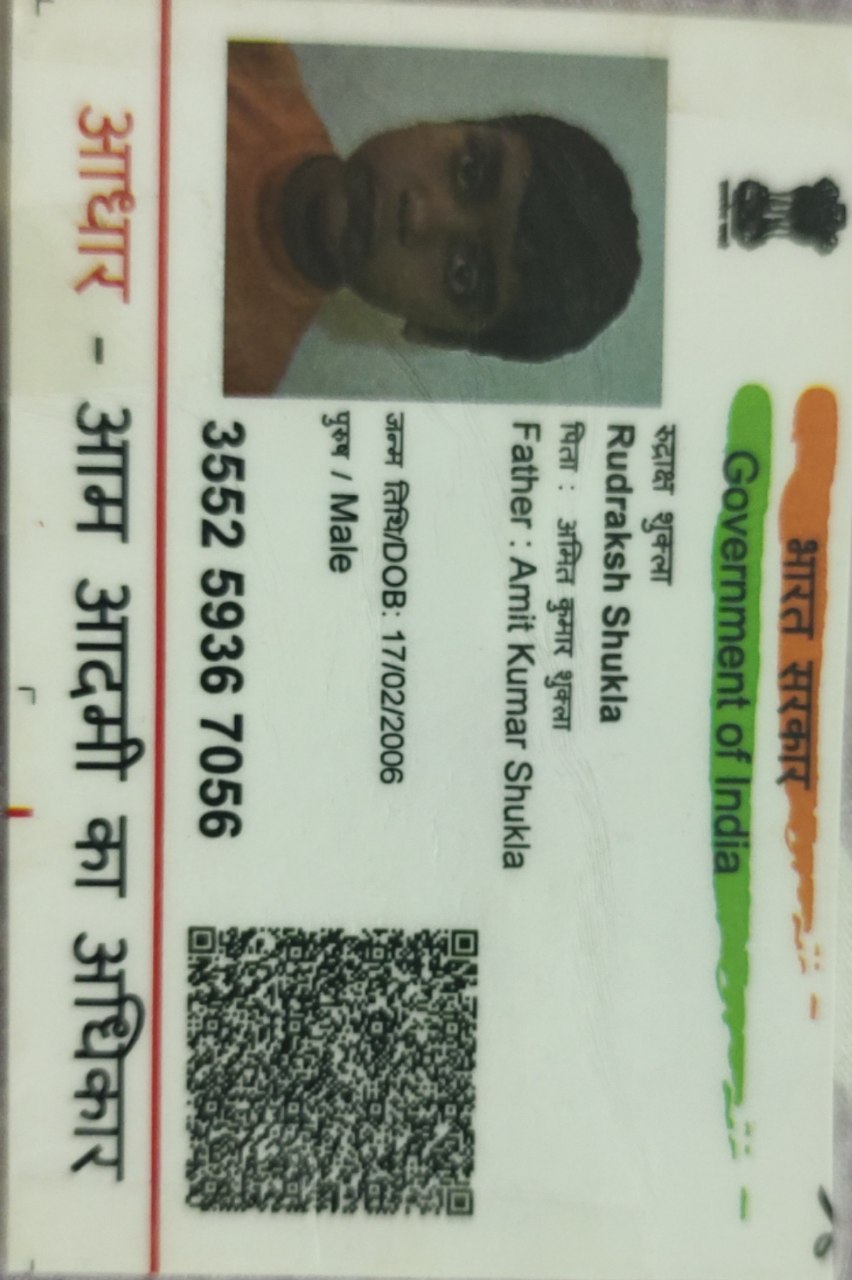 भारत सरकार
Government of India
रुद्राक्ष शुक्ला
Rudraksh Shukla
पिता : अमित कुमार शुक्ला
Father : Amit Kumar Shukla
जन्म तिथि/DOB: 17/02/2006
पुरुष / Male
3552 5936 7056
आधार - आम आदमी का अधिकार